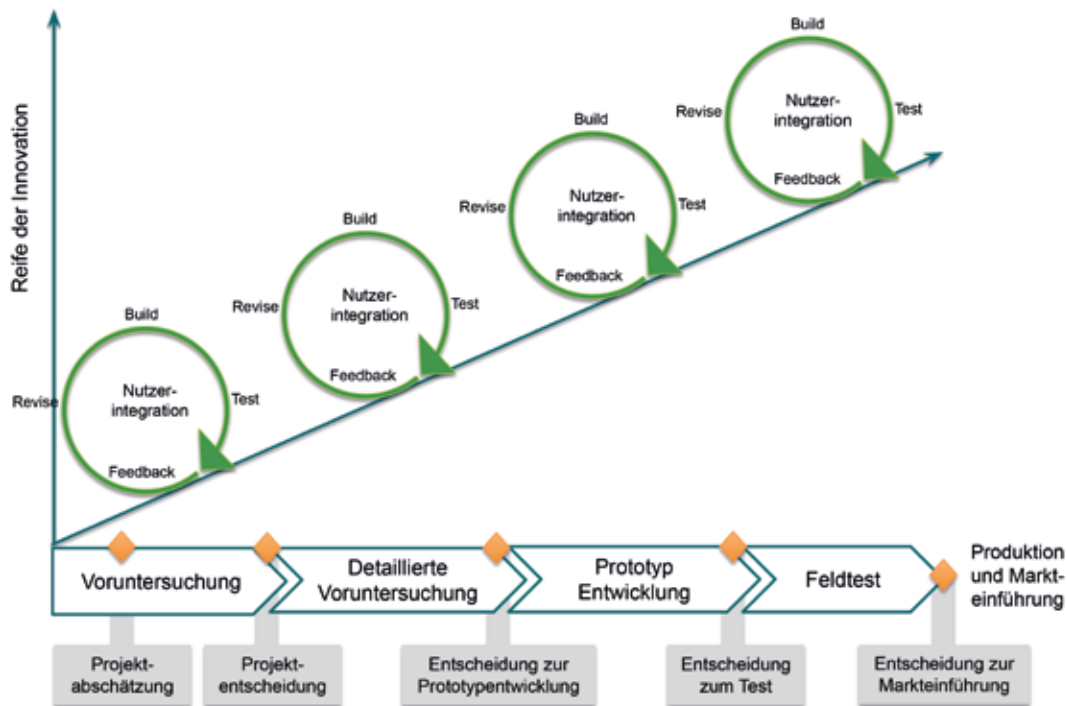 Reife der Innovation
Build
Revise
Nutzer-
integration
Test
Feedback
Build
Revise
Nutzer-
integration
Test
Feedback
Build
Revise
Nutzer-
integration
Test
Feedback
Build
Revise
Nutzer-
integration
Test
Feedback
Voruntersuchung
Detaillierte
Voruntersuchung
Prototyp
Entwicklung
Feldtest
Produktion
und Markt-
einführung
Projekt-
abschätzung
Projekt-
entscheidung
Entscheidung zur
Prototypentwicklung
Entscheidung
zum Test
Entscheidung zur
Markteinführung